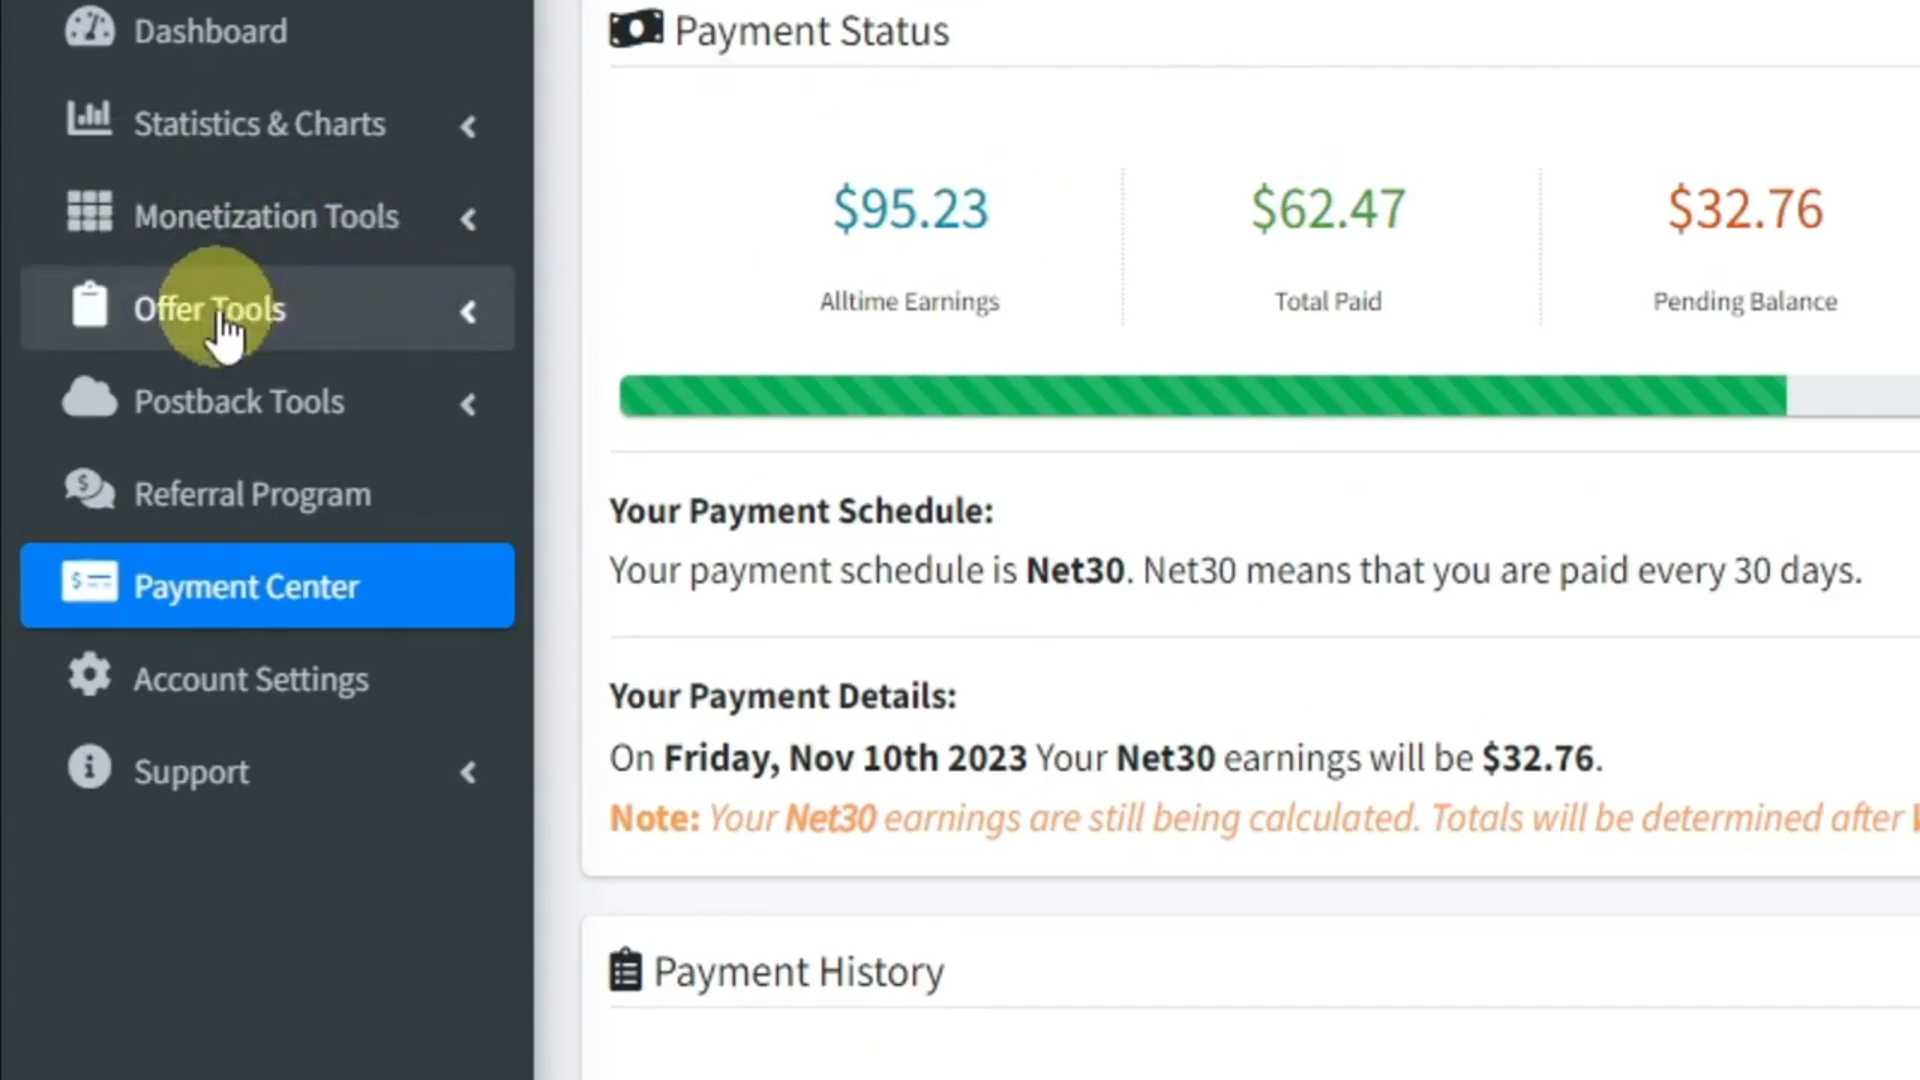 Dashboard
Statistics & Charts
Monetization Tools
Offer Tools
Postback Tools
Referral Program
Payment Center
Account Settings
Support
Payment Status
$95.23
Alltime Earnings
$62.47
Total Paid
$32.76
Pending Balance
Your Payment Schedule:
Your payment schedule is Net30. Net30 means that you are paid every 30 days.
Your Payment Details:
On Friday, Nov 10th 2023 Your Net30 earnings will be $32.76.
Note: Your Net30 earnings are still being calculated. Totals will be determined after
Payment History